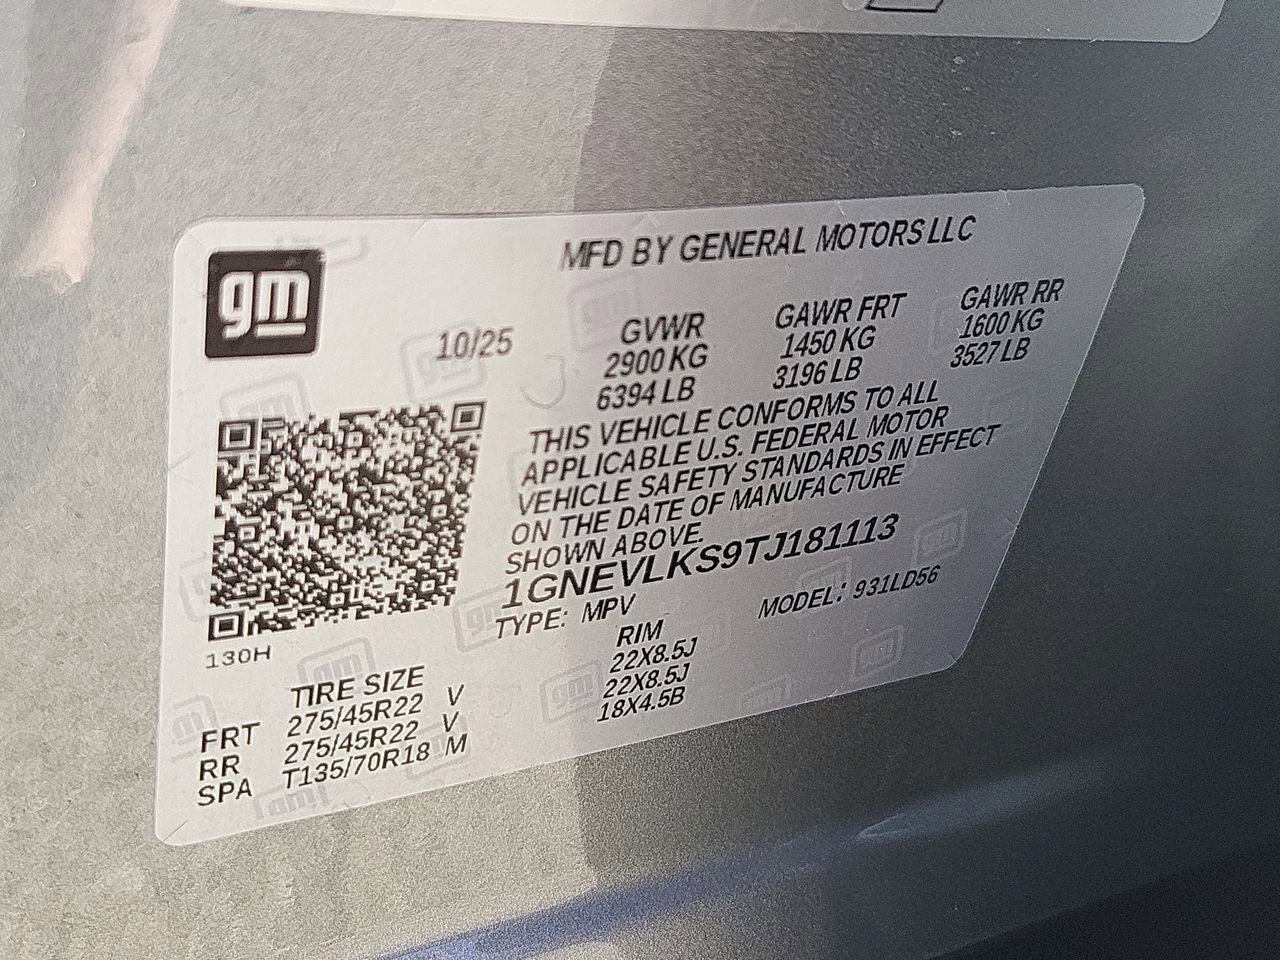 gm
MFD BY GENERAL MOTORS LLC
10/25
GVWR GAWR FRT GAWR RR
2900 KG 1450 KG 1600 KG
6394 LB 3196 LB 3527 LB
THIS VEHICLE CONFORMS TO ALL
APPLICABLE U.S. FEDERAL MOTOR
VEHICLE SAFETY STANDARDS IN EFFECT
ON THE DATE OF MANUFACTURE
SHOWN ABOVE.
1GNEVLKS9TJ181113
TYPE: MPV MODEL: 931LD56
130H
TIRE SIZE RIM
FRT 275/45R22 V 22X8.5J
RR 275/45R22 V 22X8.5J
SPA T135/70R18 M 18X4.5B